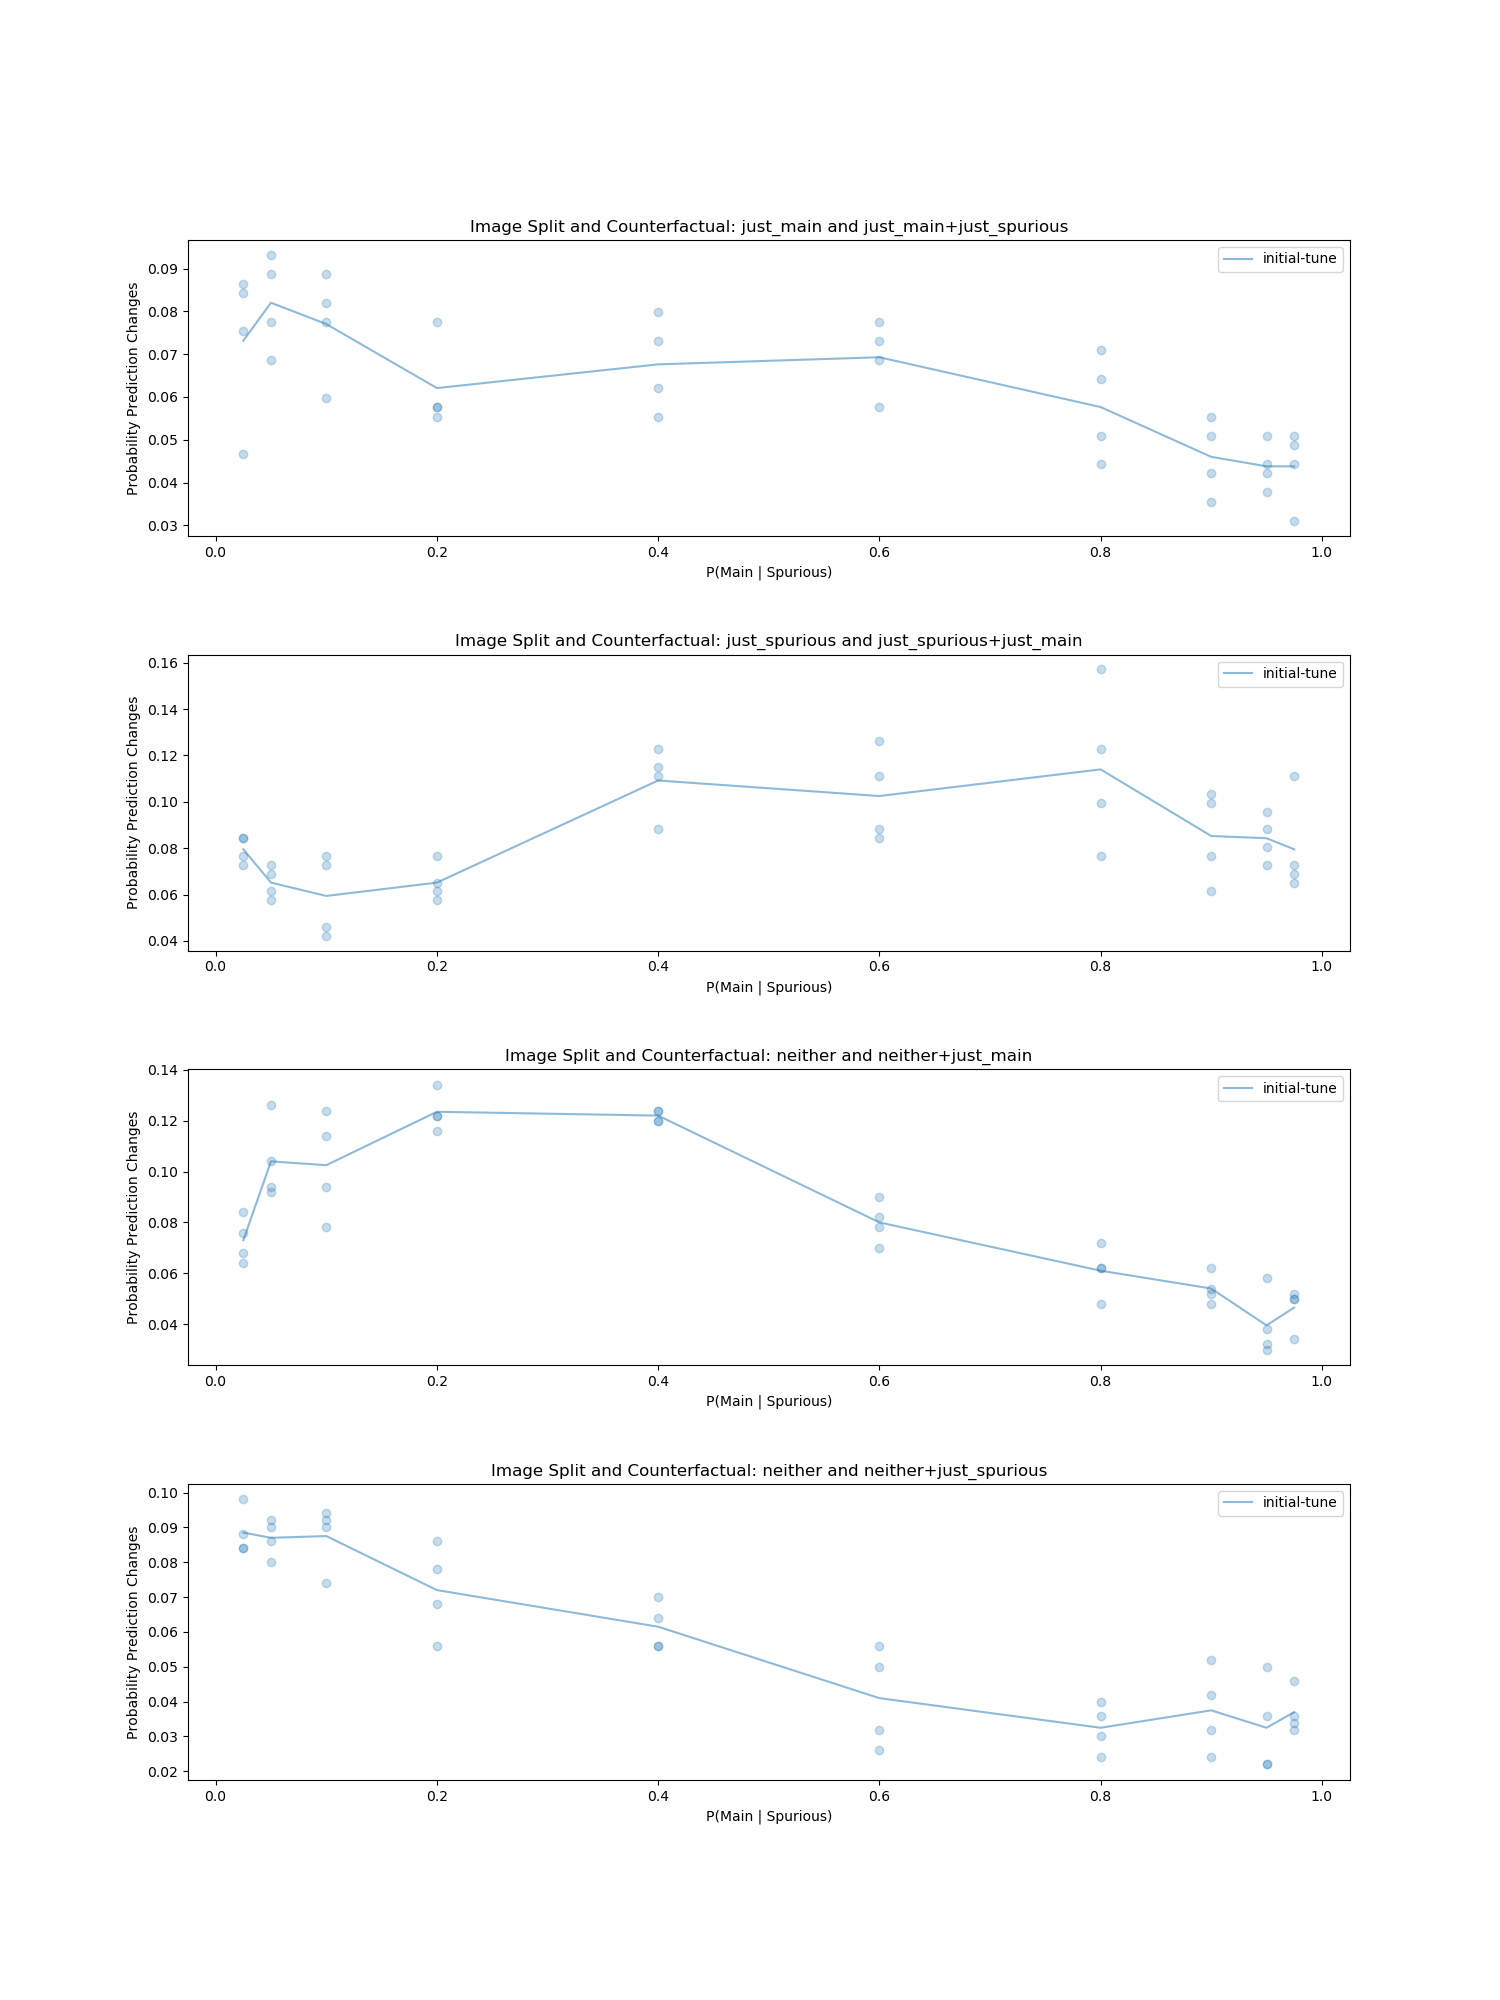 Image Split and Counterfactual: just_main and just_main+just_spurious
initial-tune
Probability Prediction Changes
0.09
0.08
0.07
0.06
0.05
0.04
0.03
0.0 0.2 0.4 0.6 0.8 1.0
P(Main | Spurious)
Image Split and Counterfactual: just_spurious and just_spurious+just_main
initial-tune
Probability Prediction Changes
0.16
0.14
0.12
0.10
0.08
0.06
0.04
0.0 0.2 0.4 0.6 0.8 1.0
P(Main | Spurious)
Image Split and Counterfactual: neither and neither+just_main
initial-tune
Probability Prediction Changes
0.14
0.12
0.10
0.08
0.06
0.04
0.0 0.2 0.4 0.6 0.8 1.0
P(Main | Spurious)
Image Split and Counterfactual: neither and neither+just_spurious
initial-tune
Probability Prediction Changes
0.10
0.09
0.08
0.07
0.06
0.05
0.04
0.03
0.02
0.0 0.2 0.4 0.6 0.8 1.0
P(Main | Spurious)